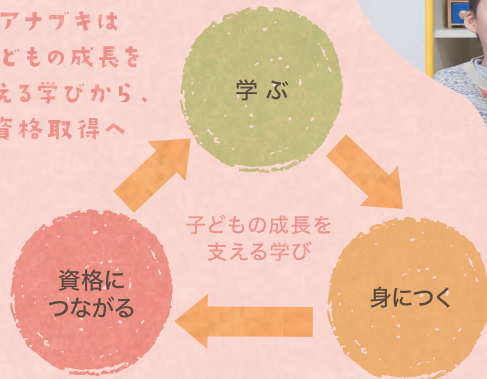 アナブキは
どもの成長を
える学びから、
資格取得へ
学ぶ
子どもの成長を
支える学び
資格に
つながる
身につく